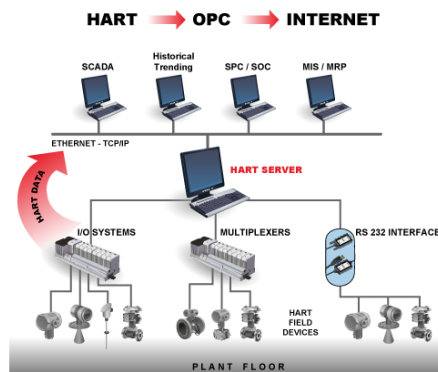 HART OPC INTERNET
SCADA
Historical
Trending
SPC / SOC
MIS / MRP
ETHERNET - TCP/IP
HART SERVER
HART DATA
I/O SYSTEMS
MULTIPLEXERS
RS 232 INTERFACE
HART
FIELD
DEVICES
PLANT FLOOR